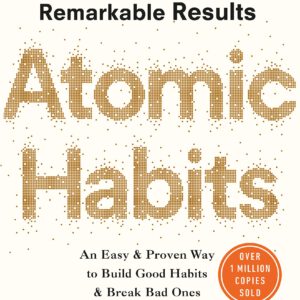 Remarkable Results
Atomic
Habits
An Easy & Proven Way
to Build Good Habits
& Break Bad Ones
OVER
1 MILLION
COPIES
SOLD